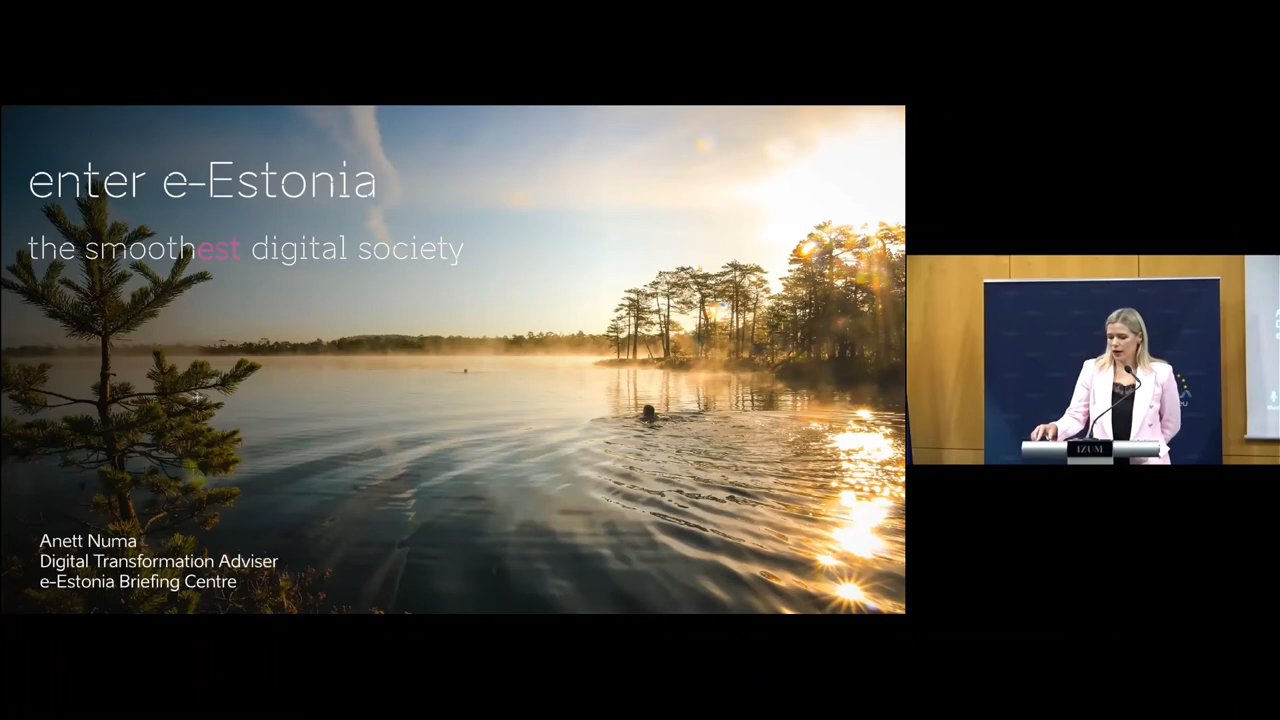 enter e-Estonia
the smoothest digital society
Anett Numa
Digital Transformation Adviser
e-Estonia Briefing Centre
IZUM